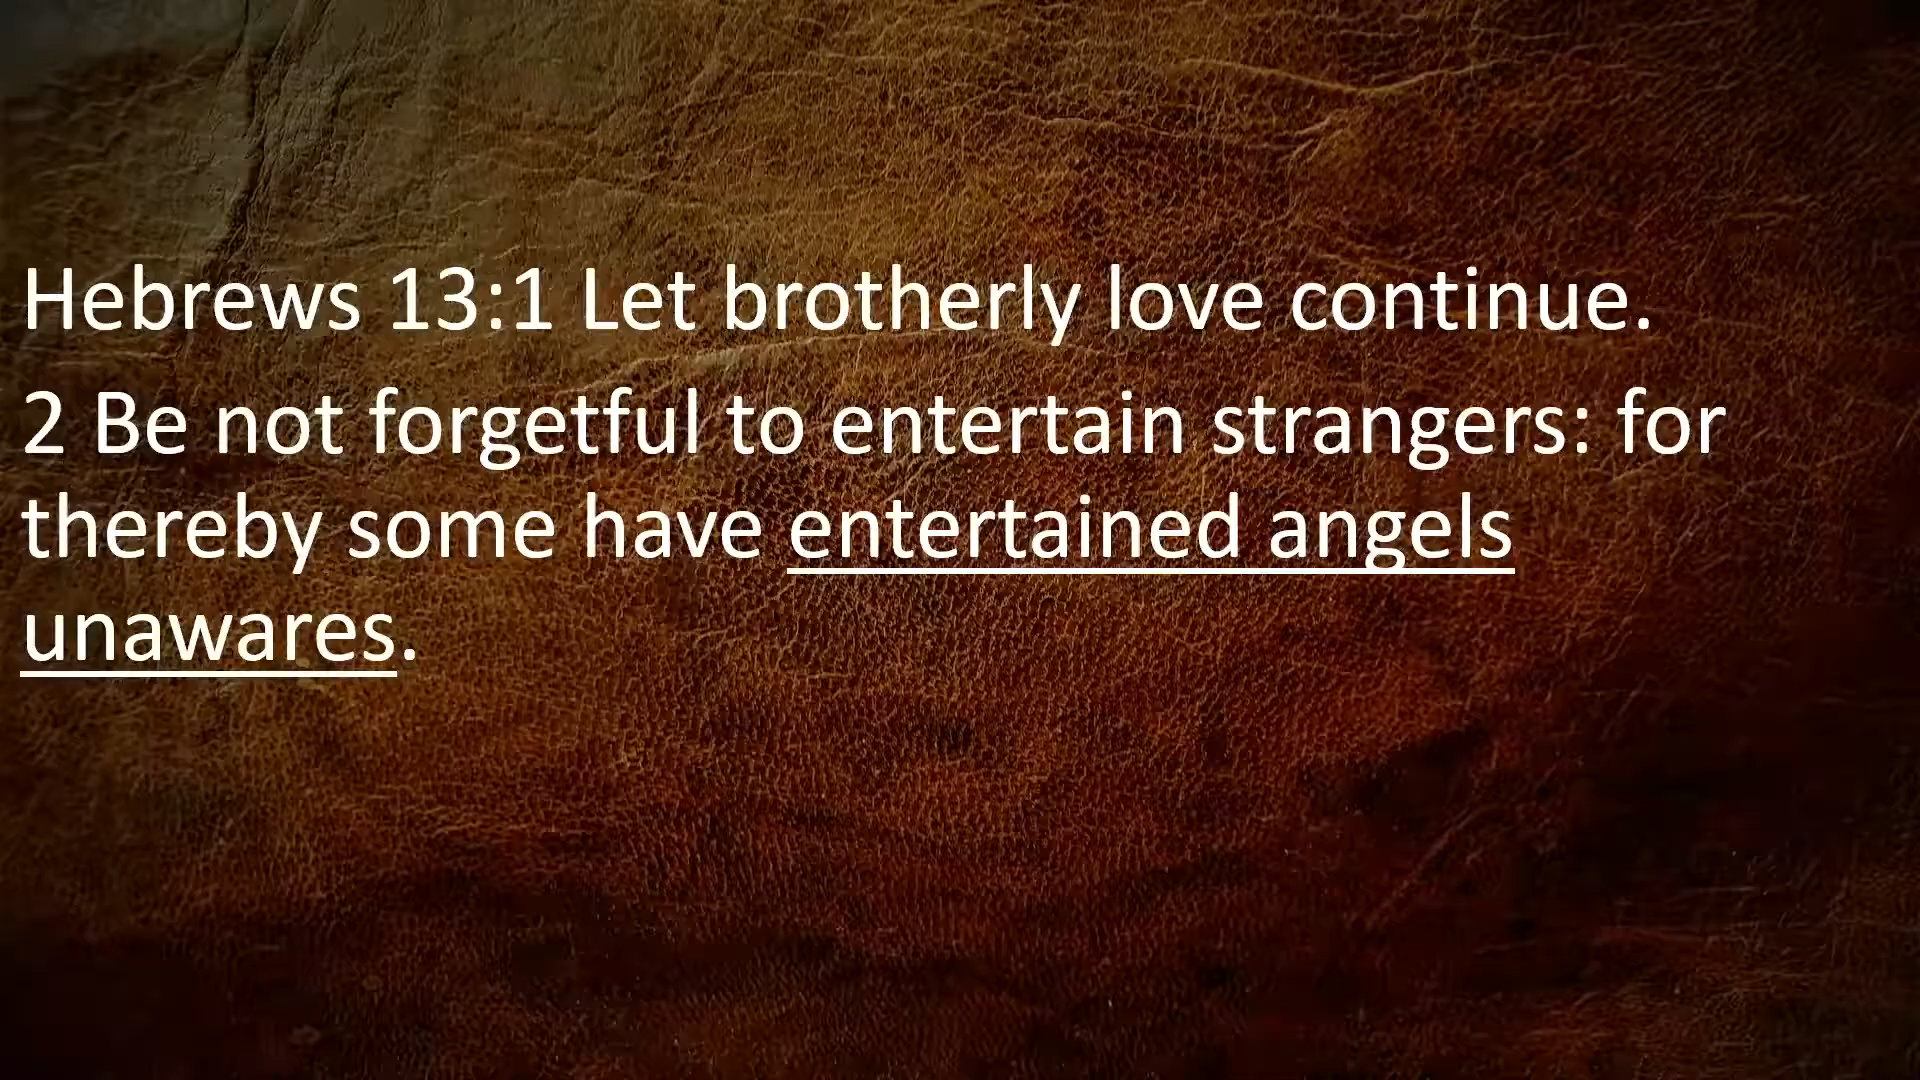 Hebrews 13:1 Let brotherly love continue.
2 Be not forgetful to entertain strangers: for
thereby some have entertained angels
unawares.